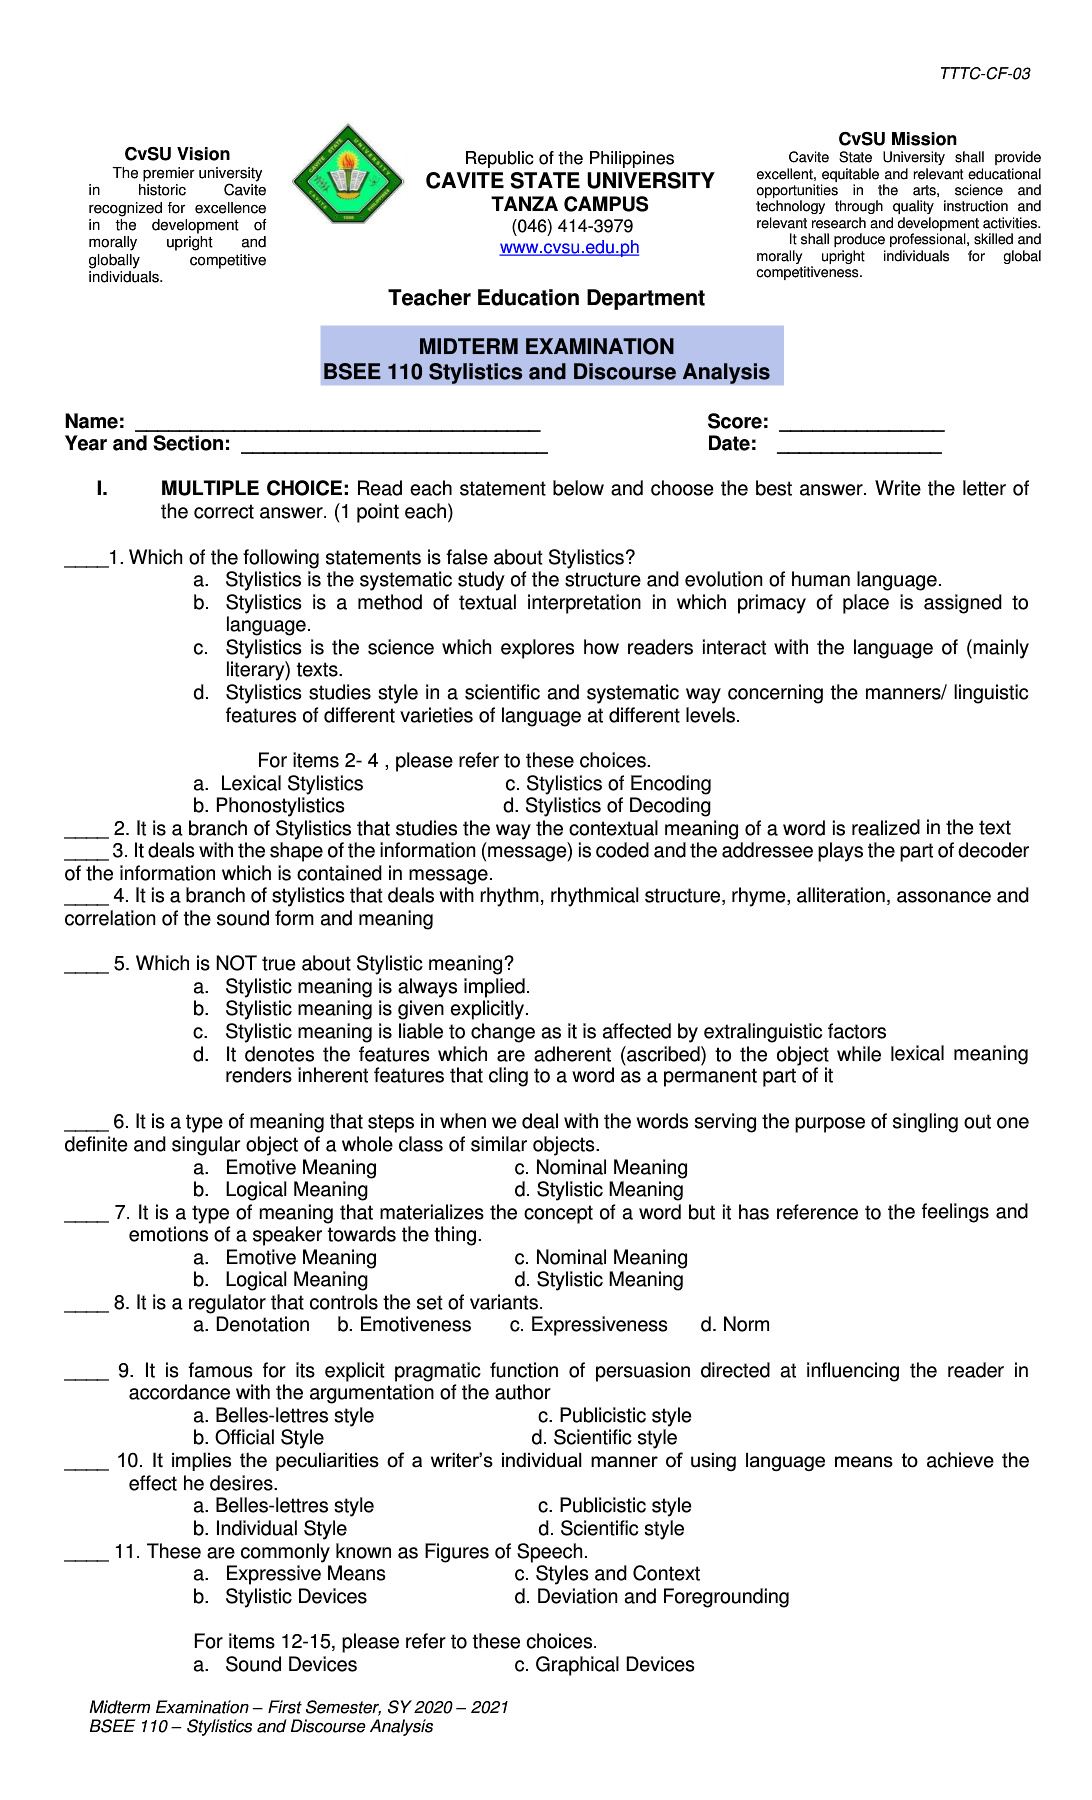 TTTC-CF-03
CvSU Vision
The premier university
in historic Cavite
recognized for excellence
in the development of
morally upright and
globally competitive
individuals.
CAVITE STATE UNIVERSITY
PHILIPPINES
1906
Republic of the Philippines
CAVITE STATE UNIVERSITY
TANZA CAMPUS
(046) 414-3979
www.cvsu.edu.ph
CvSU Mission
Cavite State University shall provide
excellent, equitable and relevant educational
opportunities in the arts, science and
technology through quality instruction and
relevant research and development activities.
It shall produce professional, skilled and
morally upright individuals for global
competitiveness.
Teacher Education Department
MIDTERM EXAMINATION
BSEE 110 Stylistics and Discourse Analysis
Name: _____________________________________ Score: _______________
Year and Section: ____________________________ Date: _______________
I. MULTIPLE CHOICE: Read each statement below and choose the best answer. Write the letter of
the correct answer. (1 point each)
____1. Which of the following statements is false about Stylistics?
a. Stylistics is the systematic study of the structure and evolution of human language.
b. Stylistics is a method of textual interpretation in which primacy of place is assigned to
language.
c. Stylistics is the science which explores how readers interact with the language of (mainly
literary) texts.
d. Stylistics studies style in a scientific and systematic way concerning the manners/ linguistic
features of different varieties of language at different levels.
For items 2- 4 , please refer to these choices.
a. Lexical Stylistics c. Stylistics of Encoding
b. Phonostylistics d. Stylistics of Decoding
____ 2. It is a branch of Stylistics that studies the way the contextual meaning of a word is realized in the text
____ 3. It deals with the shape of the information (message) is coded and the addressee plays the part of decoder
of the information which is contained in message.
____ 4. It is a branch of stylistics that deals with rhythm, rhythmical structure, rhyme, alliteration, assonance and
correlation of the sound form and meaning
____ 5. Which is NOT true about Stylistic meaning?
a. Stylistic meaning is always implied.
b. Stylistic meaning is given explicitly.
c. Stylistic meaning is liable to change as it is affected by extralinguistic factors
d. It denotes the features which are adherent (ascribed) to the object while lexical meaning
renders inherent features that cling to a word as a permanent part of it
____ 6. It is a type of meaning that steps in when we deal with the words serving the purpose of singling out one
definite and singular object of a whole class of similar objects.
a. Emotive Meaning c. Nominal Meaning
b. Logical Meaning d. Stylistic Meaning
____ 7. It is a type of meaning that materializes the concept of a word but it has reference to the feelings and
emotions of a speaker towards the thing.
a. Emotive Meaning c. Nominal Meaning
b. Logical Meaning d. Stylistic Meaning
____ 8. It is a regulator that controls the set of variants.
a. Denotation b. Emotiveness c. Expressiveness d. Norm
____ 9. It is famous for its explicit pragmatic function of persuasion directed at influencing the reader in
accordance with the argumentation of the author
a. Belles-lettres style c. Publicistic style
b. Official Style d. Scientific style
____ 10. It implies the peculiarities of a writer’s individual manner of using language means to achieve the
effect he desires.
a. Belles-lettres style c. Publicistic style
b. Individual Style d. Scientific style
____ 11. These are commonly known as Figures of Speech.
a. Expressive Means c. Styles and Context
b. Stylistic Devices d. Deviation and Foregrounding
For items 12-15, please refer to these choices.
a. Sound Devices c. Graphical Devices
Midterm Examination – First Semester, SY 2020 – 2021
BSEE 110 – Stylistics and Discourse Analysis